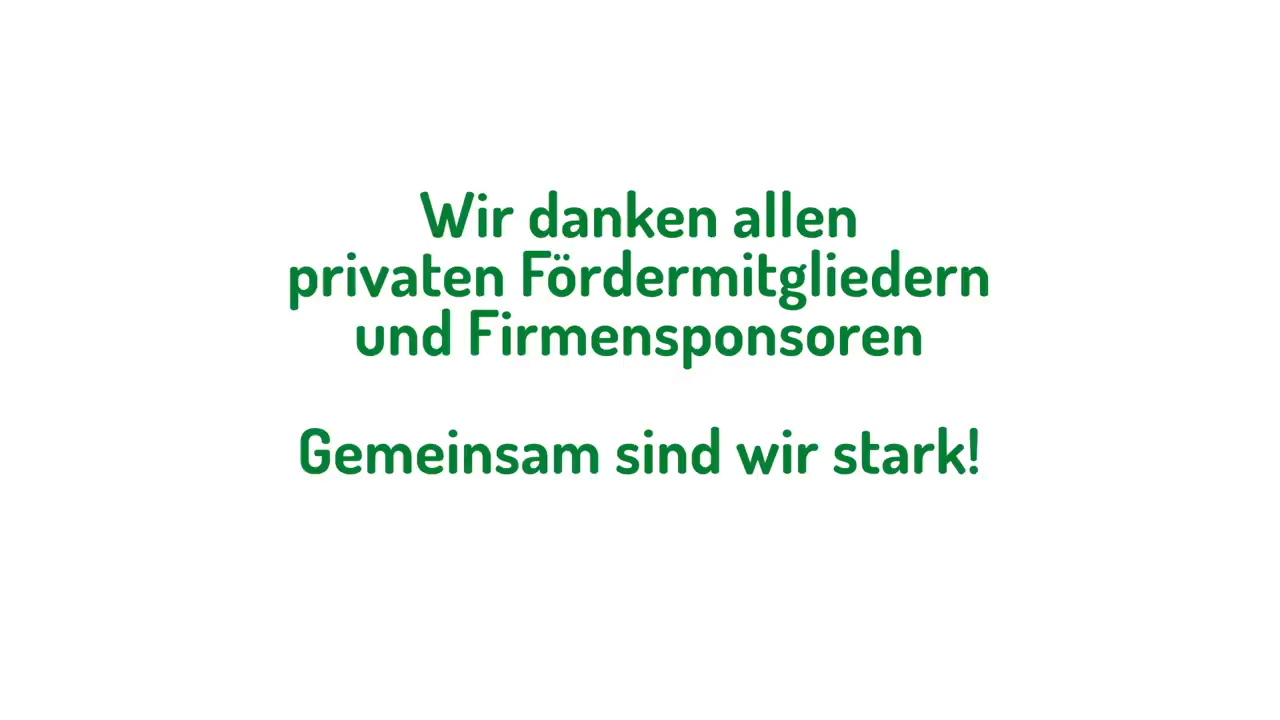 Wir danken allen
privaten Fördermitgliedern
und Firmensponsoren
Gemeinsam sind wir stark!